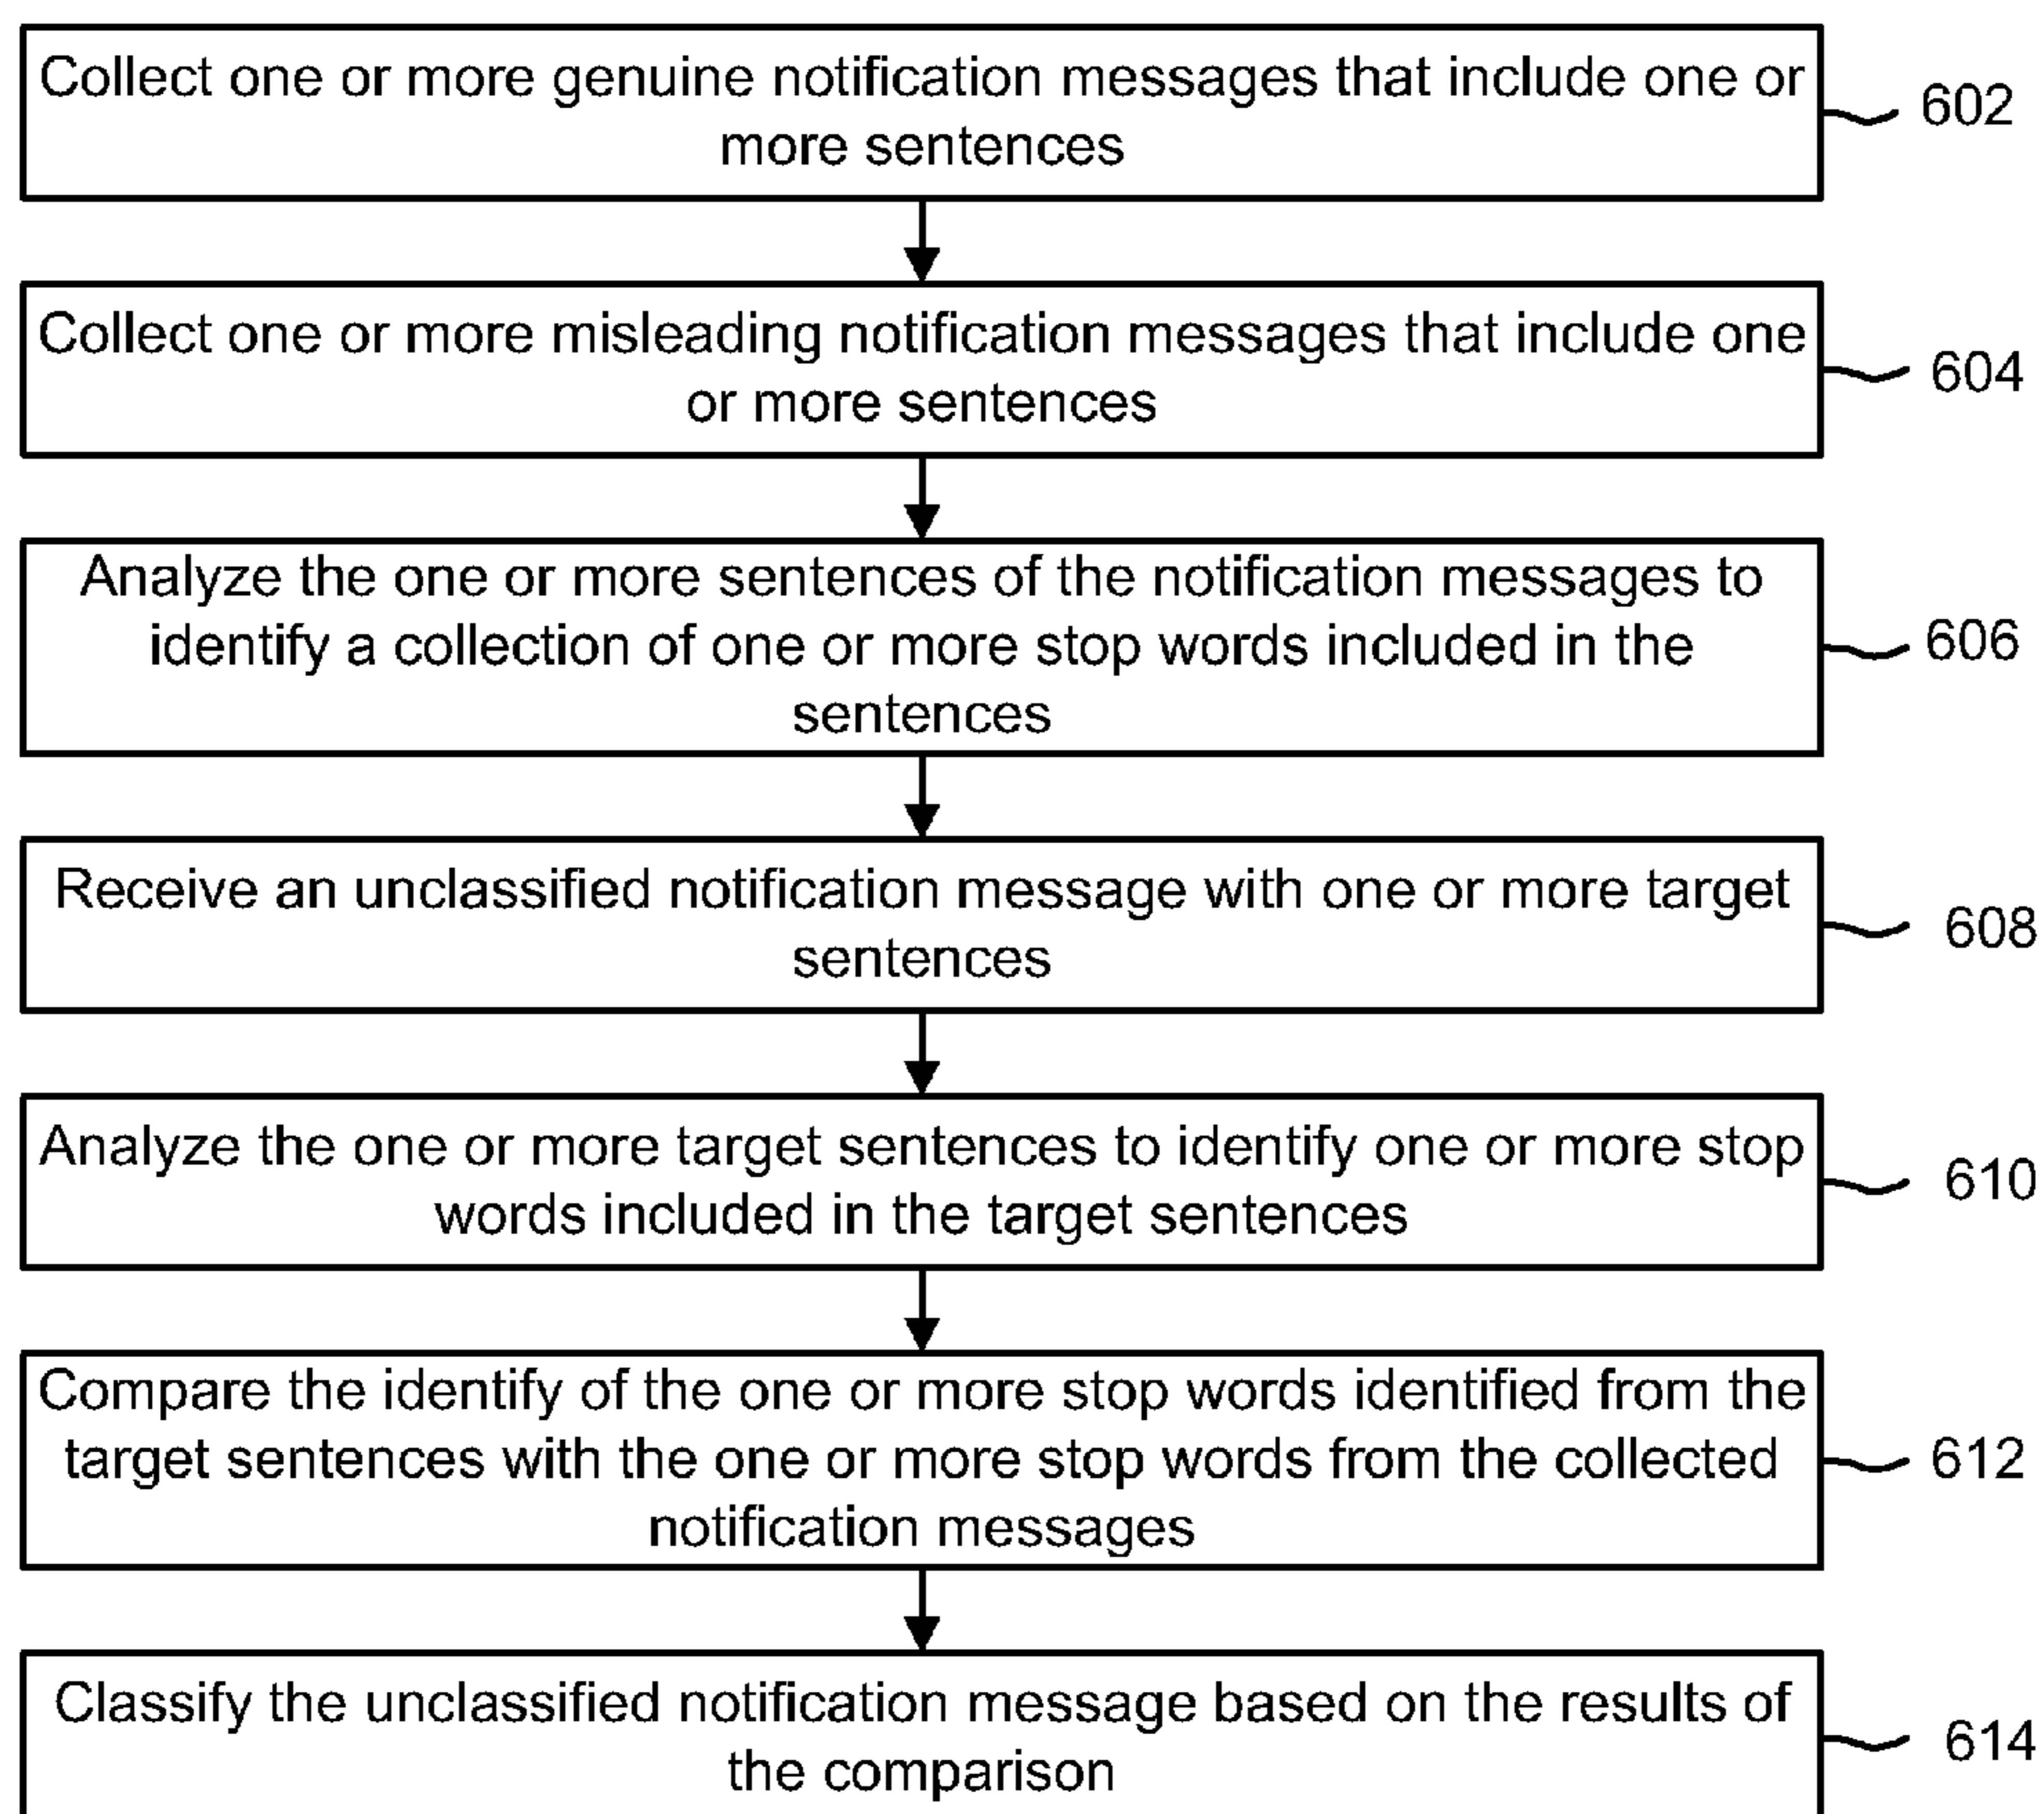 Collect one or more genuine notification messages that include one or
more sentences
602
Collect one or more misleading notification messages that include one
or more sentences
604
Analyze the one or more sentences of the notification messages to
identify a collection of one or more stop words included in the
sentences
606
Receive an unclassified notification message with one or more target
sentences
608
Analyze the one or more target sentences to identify one or more stop
words included in the target sentences
610
Compare the identify of the one or more stop words identified from the
target sentences with the one or more stop words from the collected
notification messages
612
Classify the unclassified notification message based on the results of
the comparison
614